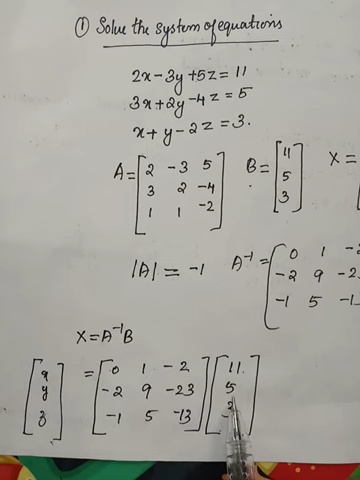 ① Solve the system of equations
2x-3y+5z=11
3x+2y-4z=5
x+y-2z=3.
A=[2 -3 5 B=[11 X=
3 2 -4 5
1 1 -2] 3]
|A|=-1 A⁻¹=[0 1 -2
-2 9 -2
-1 5 -1
X=A⁻¹B
[x =[0 1 -2 [11
y -2 9 -23 5
z] -1 5 -13]